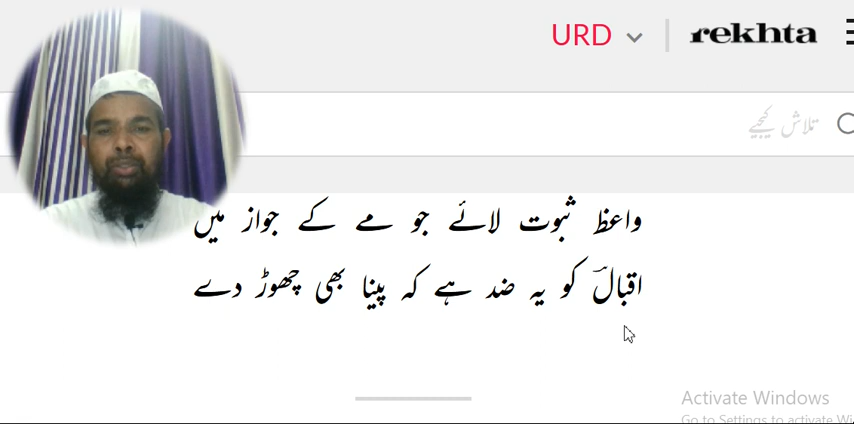 URD rekhta
تلاش کیجیے
واعظ ثبوت لائے جو مے کے جواز میں
اقبالؔ کو یہ ضد ہے کہ پینا بھی چھوڑ دے
Activate Windows
Go to Settings to activate Wi